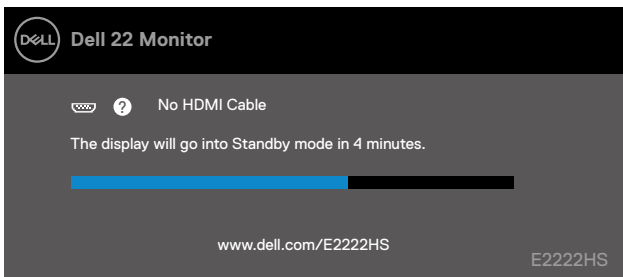 DELL Dell 22 Monitor
? No HDMI Cable
The display will go into Standby mode in 4 minutes.
www.dell.com/E2222HS
E2222HS